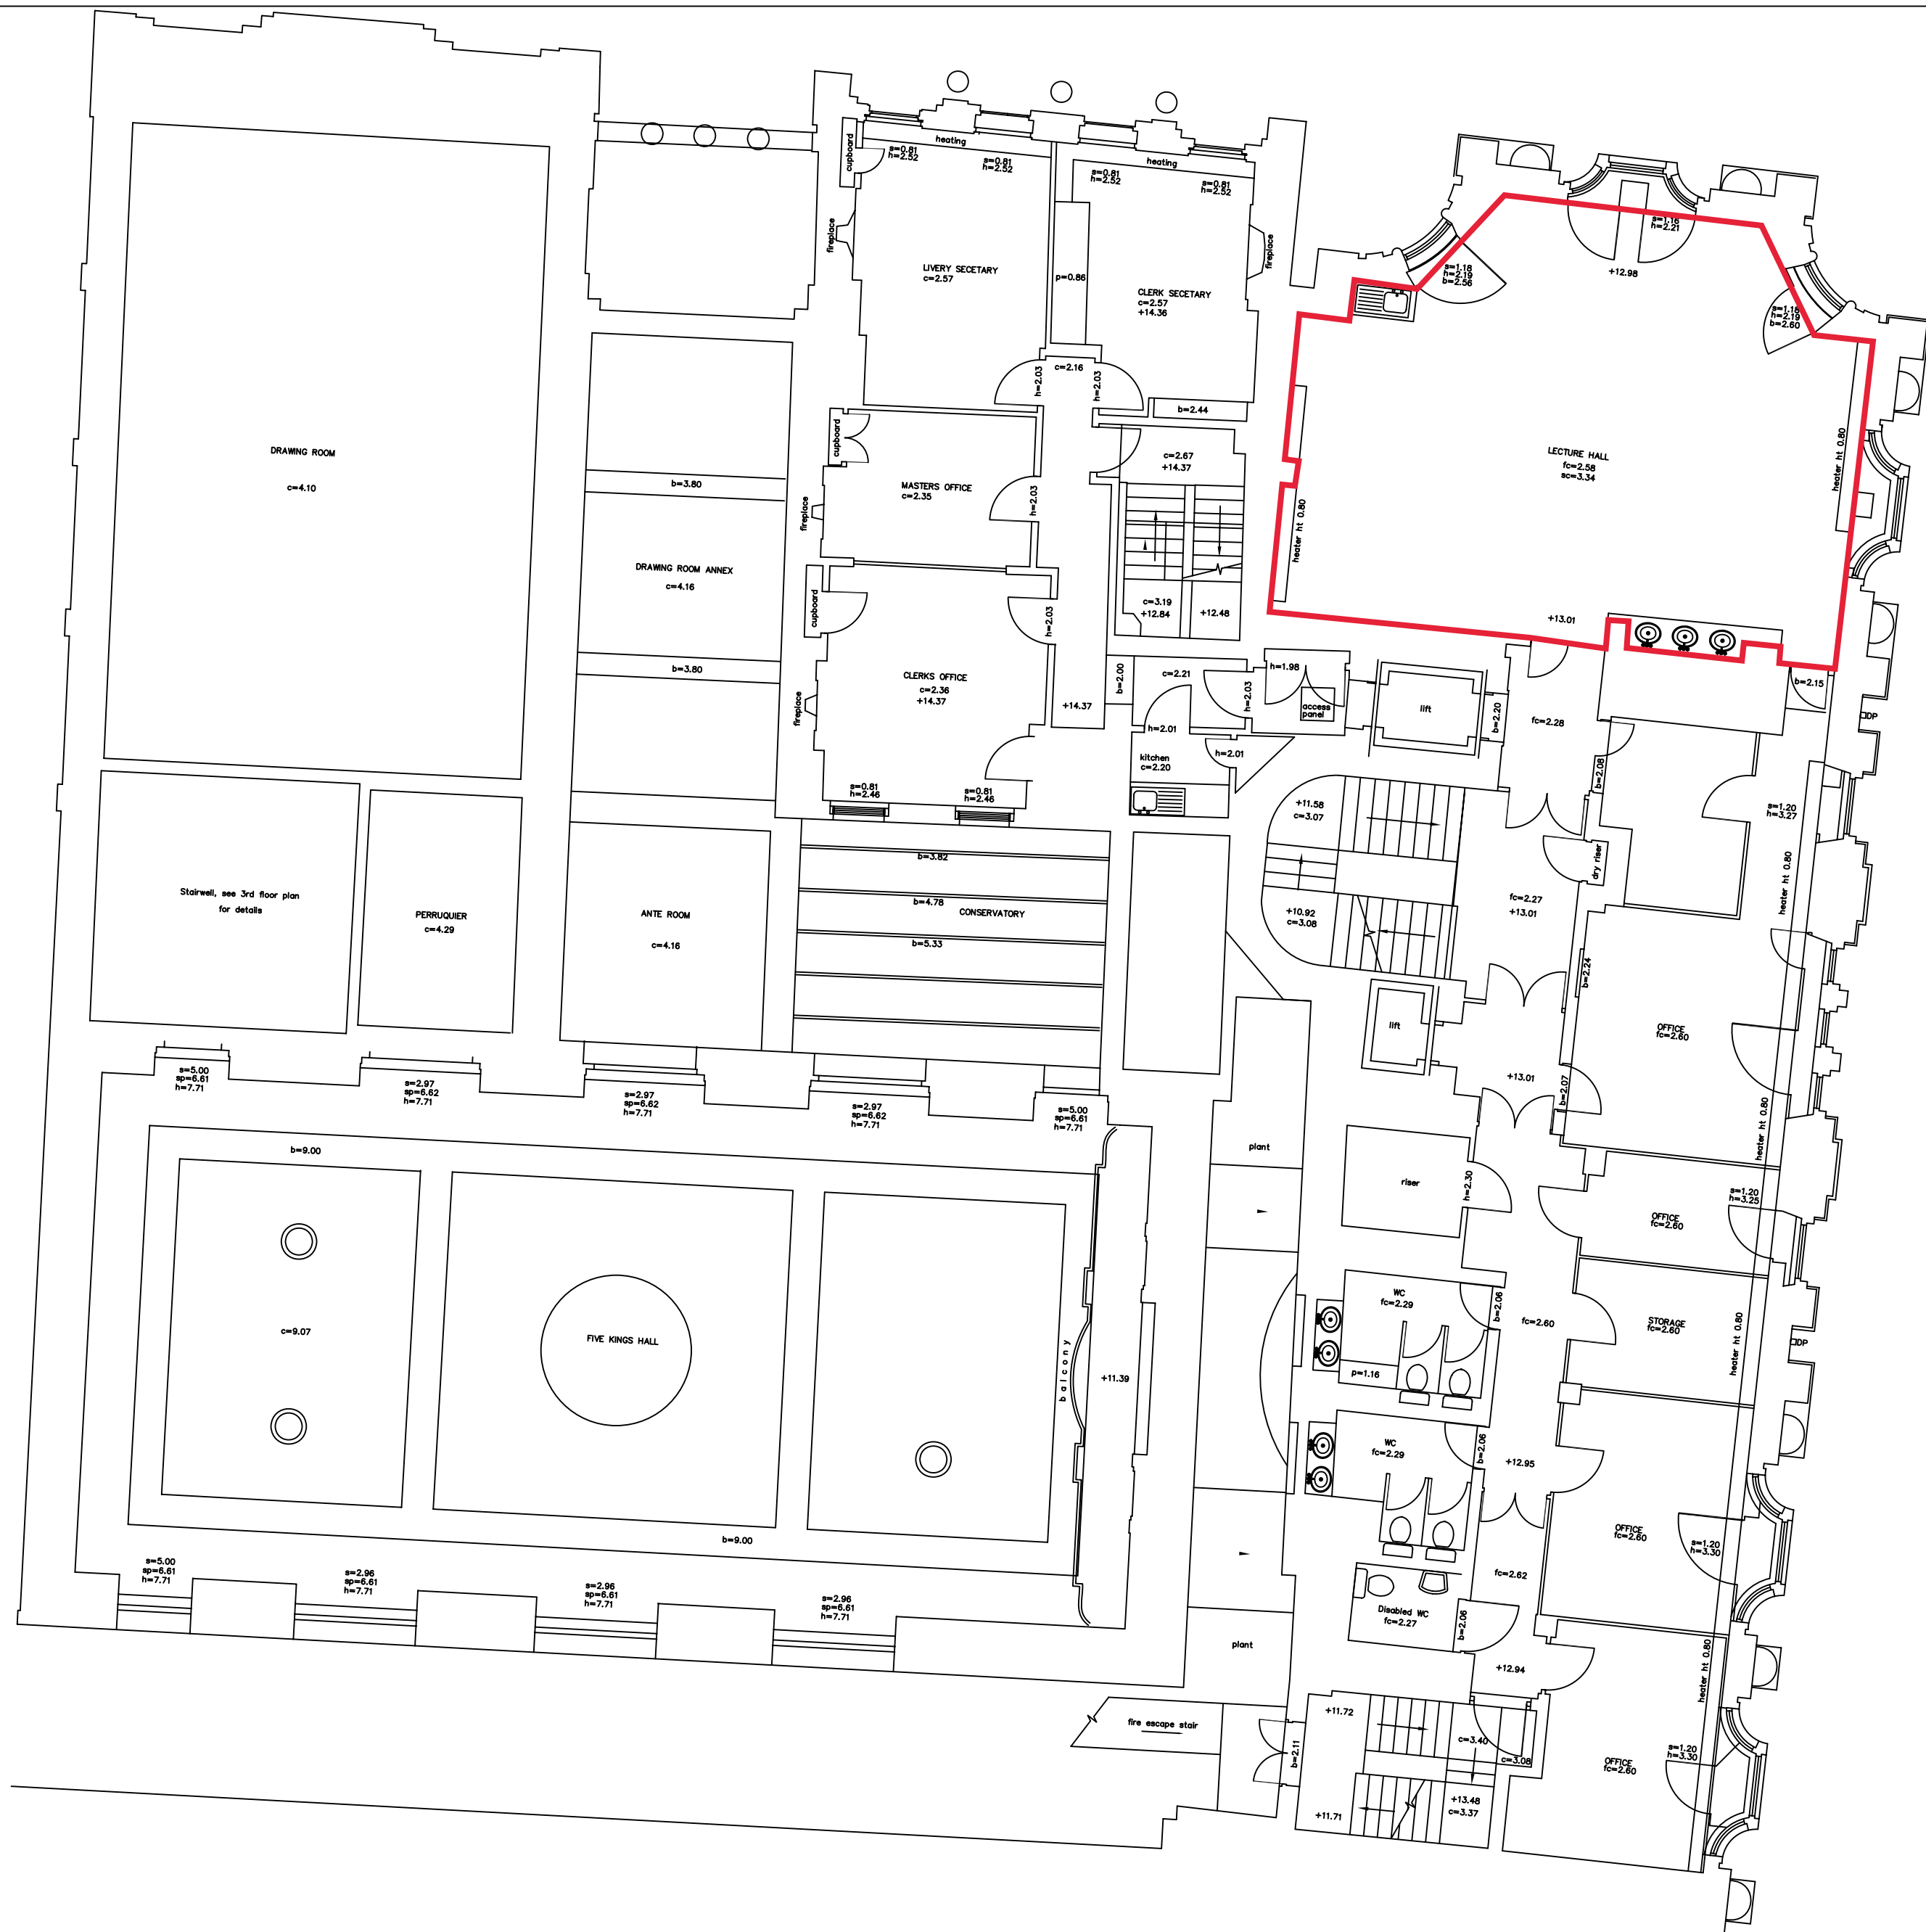 heating
cupboard
s=0.81
h=2.52
s=0.81
h=2.52
heating
s=0.81
h=2.52
s=0.81
h=2.52
fireplace
LIVERY SECETARY
c=2.57
p=0.86
CLERK SECETARY
c=2.57
+14.36
fireplace
s=1.16
h=2.21
+12.98
s=1.18
h=2.19
b=2.56
s=1.18
h=2.19
b=2.60
h=2.03
c=2.16
h=2.03
b=2.44
DRAWING ROOM
c=4.10
cupboard
c=2.67
+14.37
LECTURE HALL
fc=2.58
sc=3.34
heater ht 0.80
b=3.80
MASTERS OFFICE
c=2.35
h=2.03
fireplace
heater ht 0.80
DRAWING ROOM ANNEX
c=4.16
cupboard
h=2.03
c=3.19
+12.84
+12.48
+13.01
b=3.80
CLERKS OFFICE
c=2.36
+14.37
fireplace
+14.37
b=2.00
c=2.21
h=2.03
h=1.98
access
panel
lift
b=2.20
fc=2.28
b=2.15
DP
h=2.01
h=2.01
kitchen
c=2.20
s=0.81
h=2.46
s=0.81
h=2.46
b=2.08
s=1.20
h=3.27
+11.58
c=3.07
b=3.82
dry riser
heater ht 0.80
Stairwell, see 3rd floor plan
for details
PERRUQUIER
c=4.29
ANTE ROOM
c=4.16
b=4.78
CONSERVATORY
b=5.33
+10.92
c=3.08
fc=2.27
+13.01
b=2.24
lift
OFFICE
fc=2.60
+13.01
b=2.07
s=5.00
sp=6.61
h=7.71
s=2.97
sp=6.62
h=7.71
s=2.97
sp=6.62
h=7.71
s=2.97
sp=6.62
h=7.71
s=5.00
sp=6.61
h=7.71
heater ht 0.80
b=9.00
plant
riser
h=2.30
s=1.20
h=3.25
OFFICE
fc=2.60
WC
fc=2.29
b=2.06
fc=2.60
STORAGE
fc=2.60
heater ht 0.80
DP
c=9.07
FIVE KINGS HALL
balcony
+11.39
p=1.16
WC
fc=2.29
b=2.06
+12.95
OFFICE
fc=2.60
s=1.20
h=3.30
b=9.00
s=5.00
sp=6.61
h=7.71
s=2.96
sp=6.61
h=7.71
s=2.96
sp=6.61
h=7.71
s=2.96
sp=6.61
h=7.71
fc=2.62
Disabled WC
fc=2.27
b=2.06
plant
+12.94
heater ht 0.80
fire escape stair
+11.72
b=2.11
c=3.40
c=3.08
s=1.20
h=3.30
OFFICE
fc=2.60
+11.71
+13.48
c=3.37